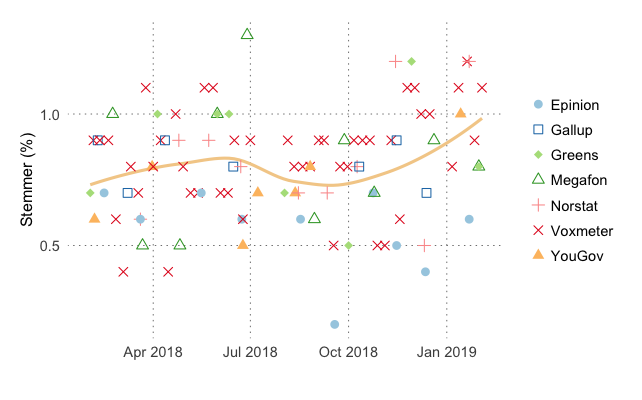 Stemmer (%)
1.0
0.5
Apr 2018
Jul 2018
Oct 2018
Jan 2019
Epinion
Gallup
Greens
Megafon
Norstat
Voxmeter
YouGov